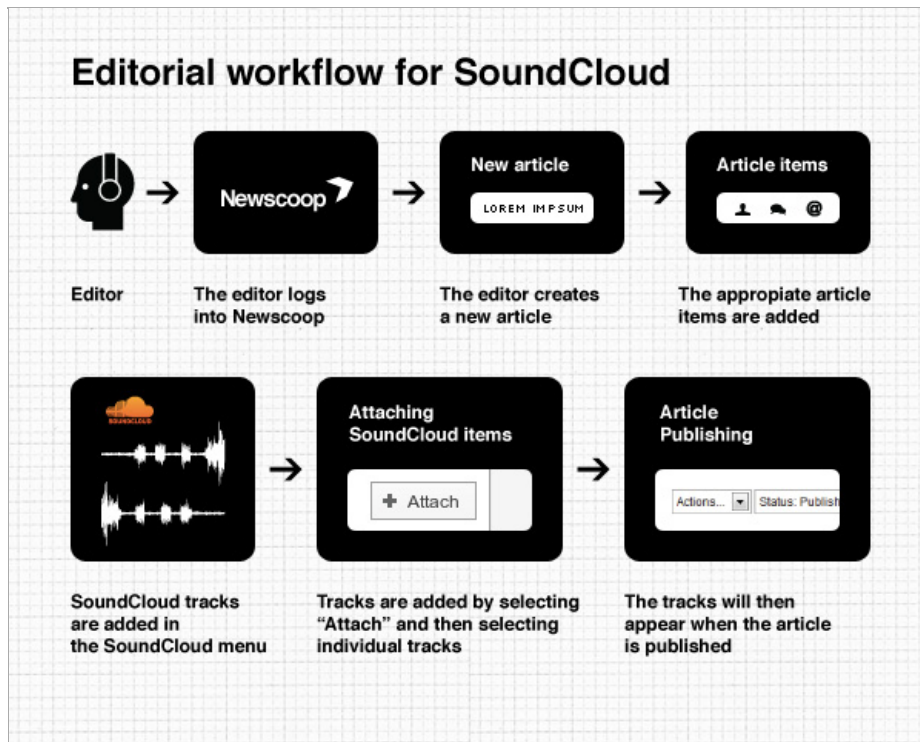 Editorial workflow for SoundCloud
Newscoop
New article
LOREM IMPSUM
Article items
@
Editor
The editor logs
into Newscoop
The editor creates
a new article
The appropiate article
items are added
SOUNDCLOUD
Attaching
SoundCloud items
+ Attach
Article
Publishing
Actions...
Status: Publish
SoundCloud tracks
are added in
the SoundCloud menu
Tracks are added by selecting
“Attach” and then selecting
individual tracks
The tracks will then
appear when the article
is published